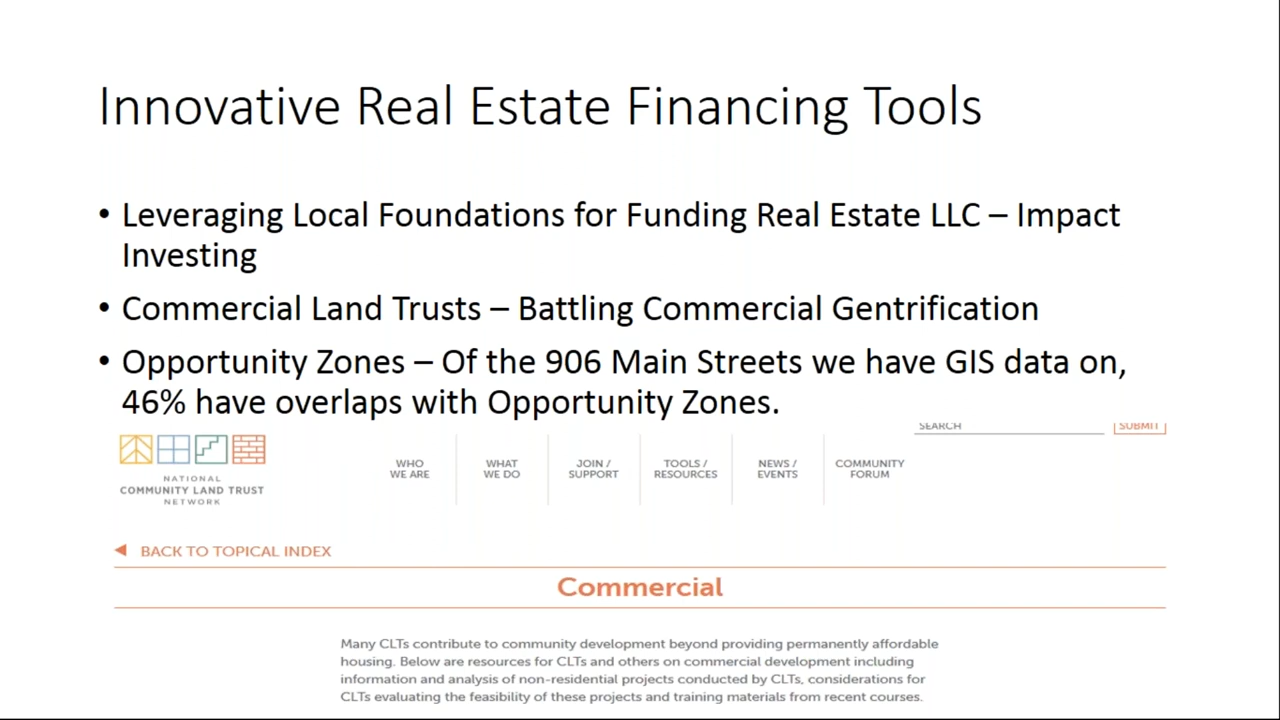 Innovative Real Estate Financing Tools
• Leveraging Local Foundations for Funding Real Estate LLC – Impact
Investing
• Commercial Land Trusts – Battling Commercial Gentrification
• Opportunity Zones – Of the 906 Main Streets we have GIS data on,
46% have overlaps with Opportunity Zones.
SEARCH
SUBMIT
NATIONAL
COMMUNITY LAND TRUST
NETWORK
WHO
WE ARE
WHAT
WE DO
JOIN /
SUPPORT
TOOLS /
RESOURCES
NEWS /
EVENTS
COMMUNITY
FORUM
◀ BACK TO TOPICAL INDEX
Commercial
Many CLTs contribute to community development beyond providing permanently affordable
housing. Below are resources for CLTs and others on commercial development including
information and analysis of non-residential projects conducted by CLTs, considerations for
CLTs evaluating the feasibility of these projects and training materials from recent courses.